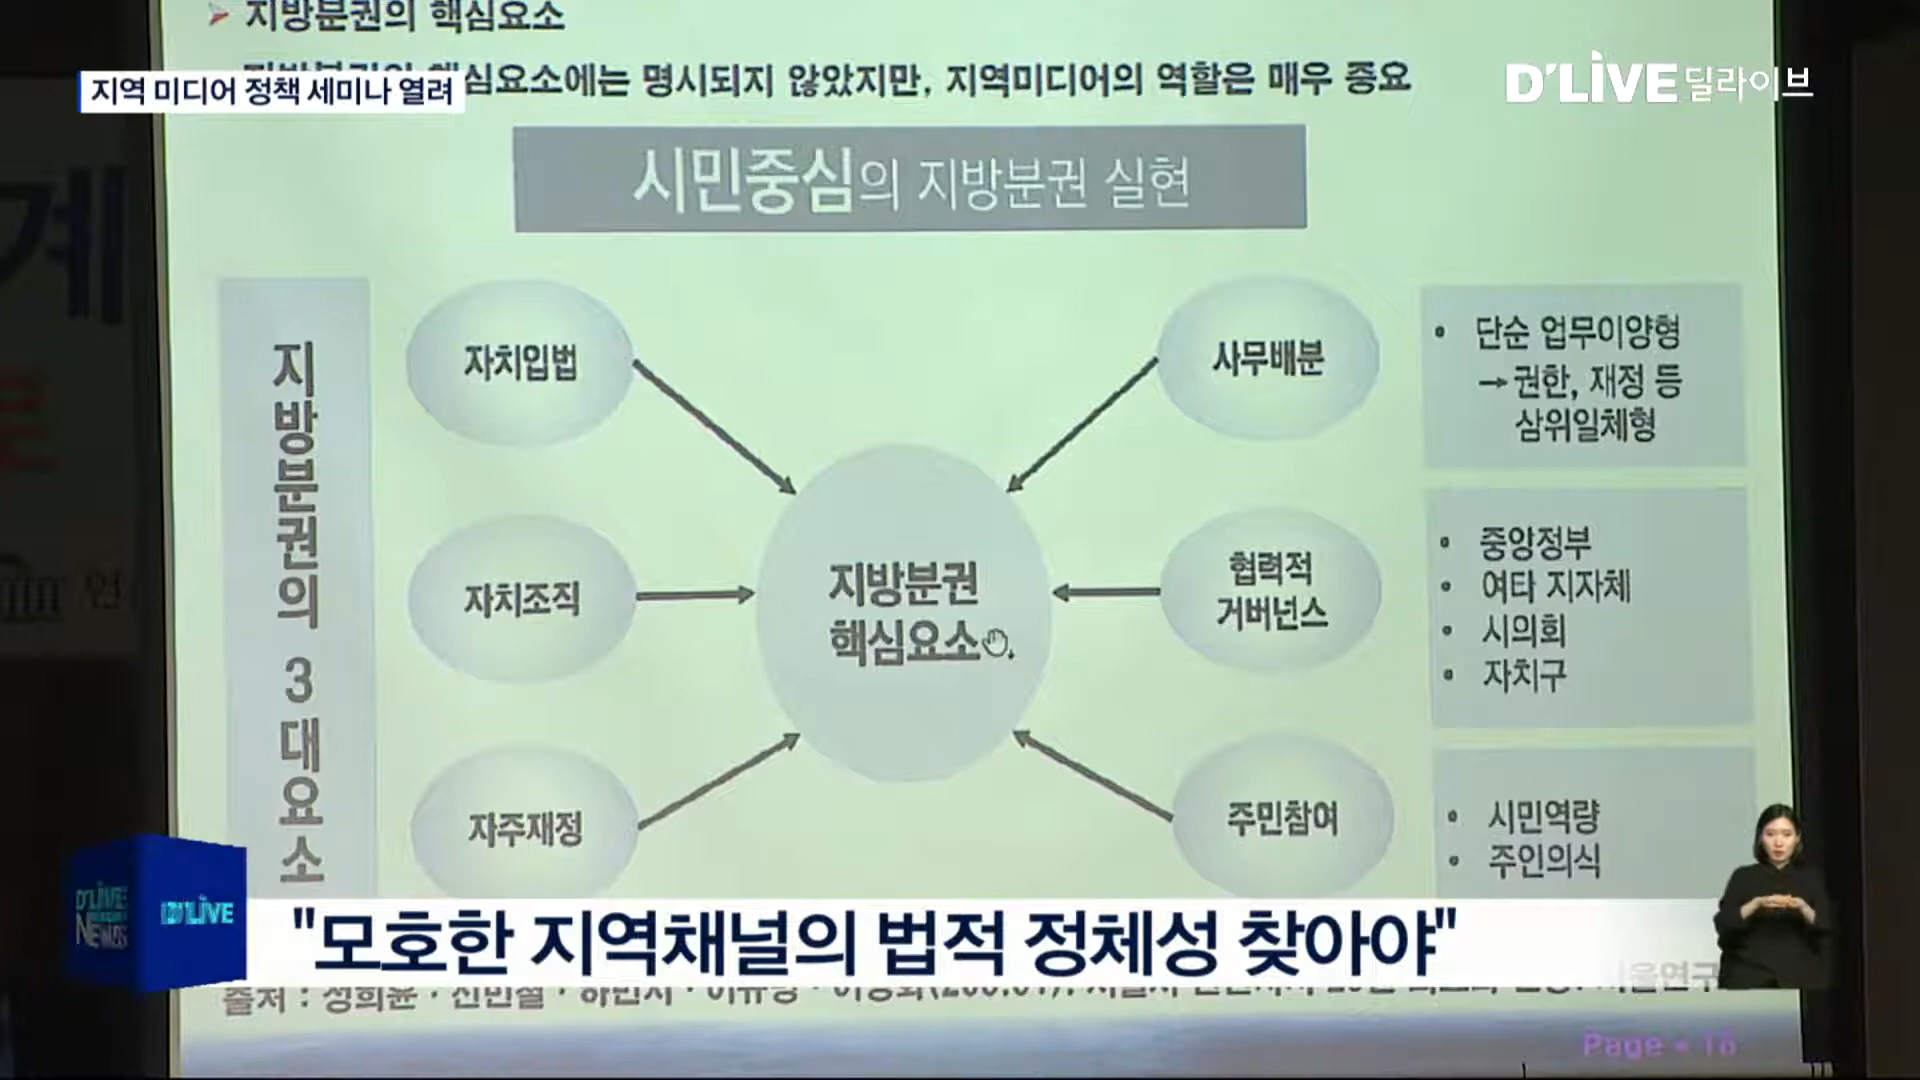 지방분권의 핵심요소
핵심요소에는 명시되지 않았지만, 지역미디어의 역할은 매우 중요
지역 미디어 정책 세미나 열려
D'LIVE 딜라이브
시민중심의 지방분권 실현
지방분권의 3대요소
자치입법
자치조직
자주재정
지방분권
핵심요소
사무배분
협력적
거버넌스
주민참여
• 단순 업무이양형
→ 권한, 재정 등
삼위일체형
• 중앙정부
• 여타 지자체
• 시의회
• 자치구
• 시민역량
• 주인의식
D'LIVE
NEWS
D'LIVE
"모호한 지역채널의 법적 정체성 찾아야"
출처 :
계